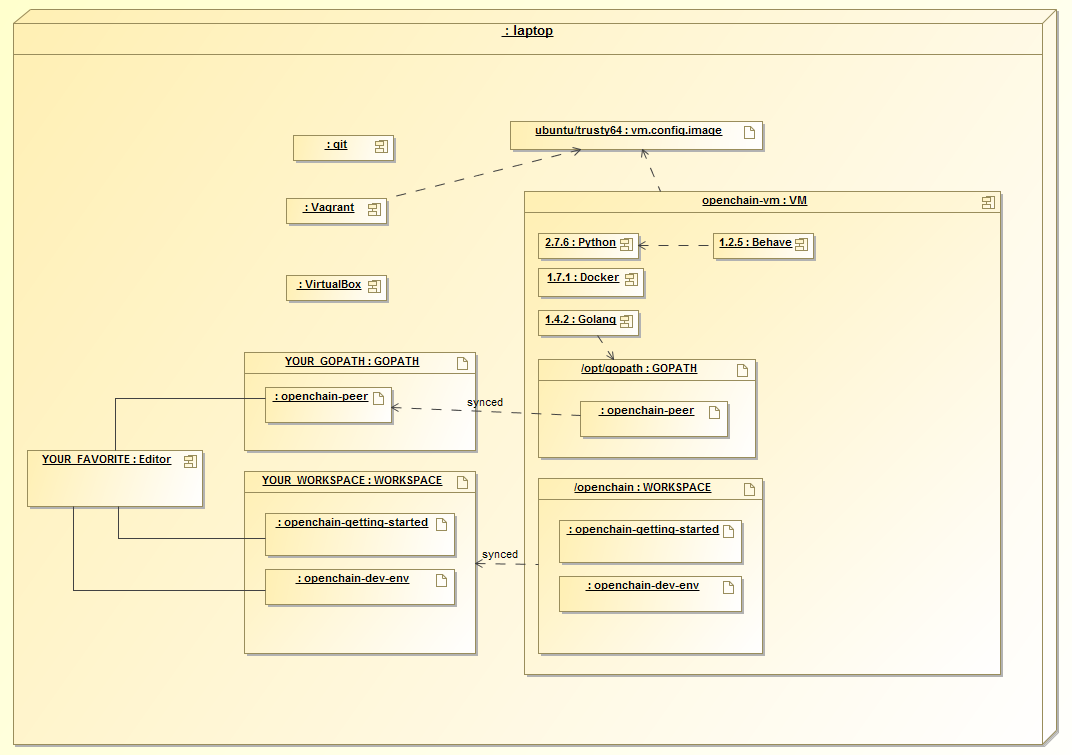 : laptop
: git
ubuntu/trusty64 : vm.config.image
: Vagrant
openchain-vm : VM
2.7.6 : Python
1.2.5 : Behave
: VirtualBox
1.7.1 : Docker
1.4.2 : Golang
YOUR_GOPATH : GOPATH
: openchain-peer
synced
/opt/gopath : GOPATH
: openchain-peer
YOUR_FAVORITE : Editor
YOUR_WORKSPACE : WORKSPACE
: openchain-getting-started
: openchain-dev-env
synced
/openchain : WORKSPACE
: openchain-getting-started
: openchain-dev-env